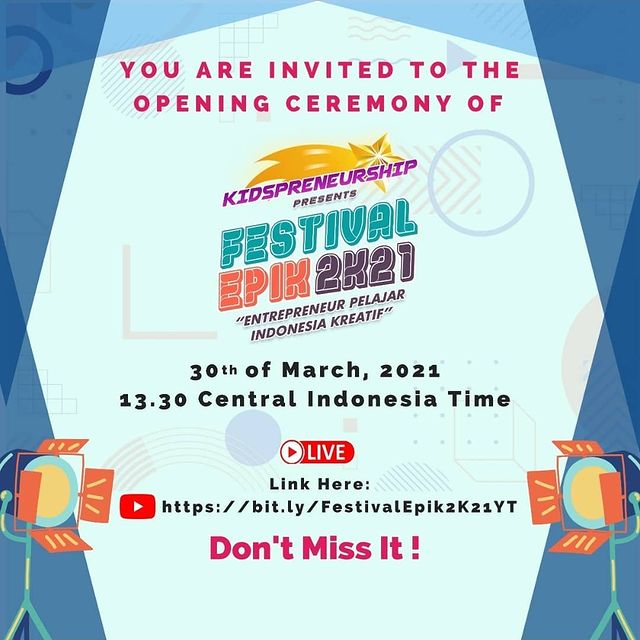 YOU ARE INVITED TO THE
OPENING CEREMONY OF
KIDSPRENEURSHIP
PRESENTS
FESTIVAL
EPIK 2K21
"ENTREPRENEUR PELAJAR
INDONESIA KREATIF"
30th of March, 2021
13.30 Central Indonesia Time
LIVE
Link Here:
https://bit.ly/FestivalEpik2K21YT
Don't Miss It !